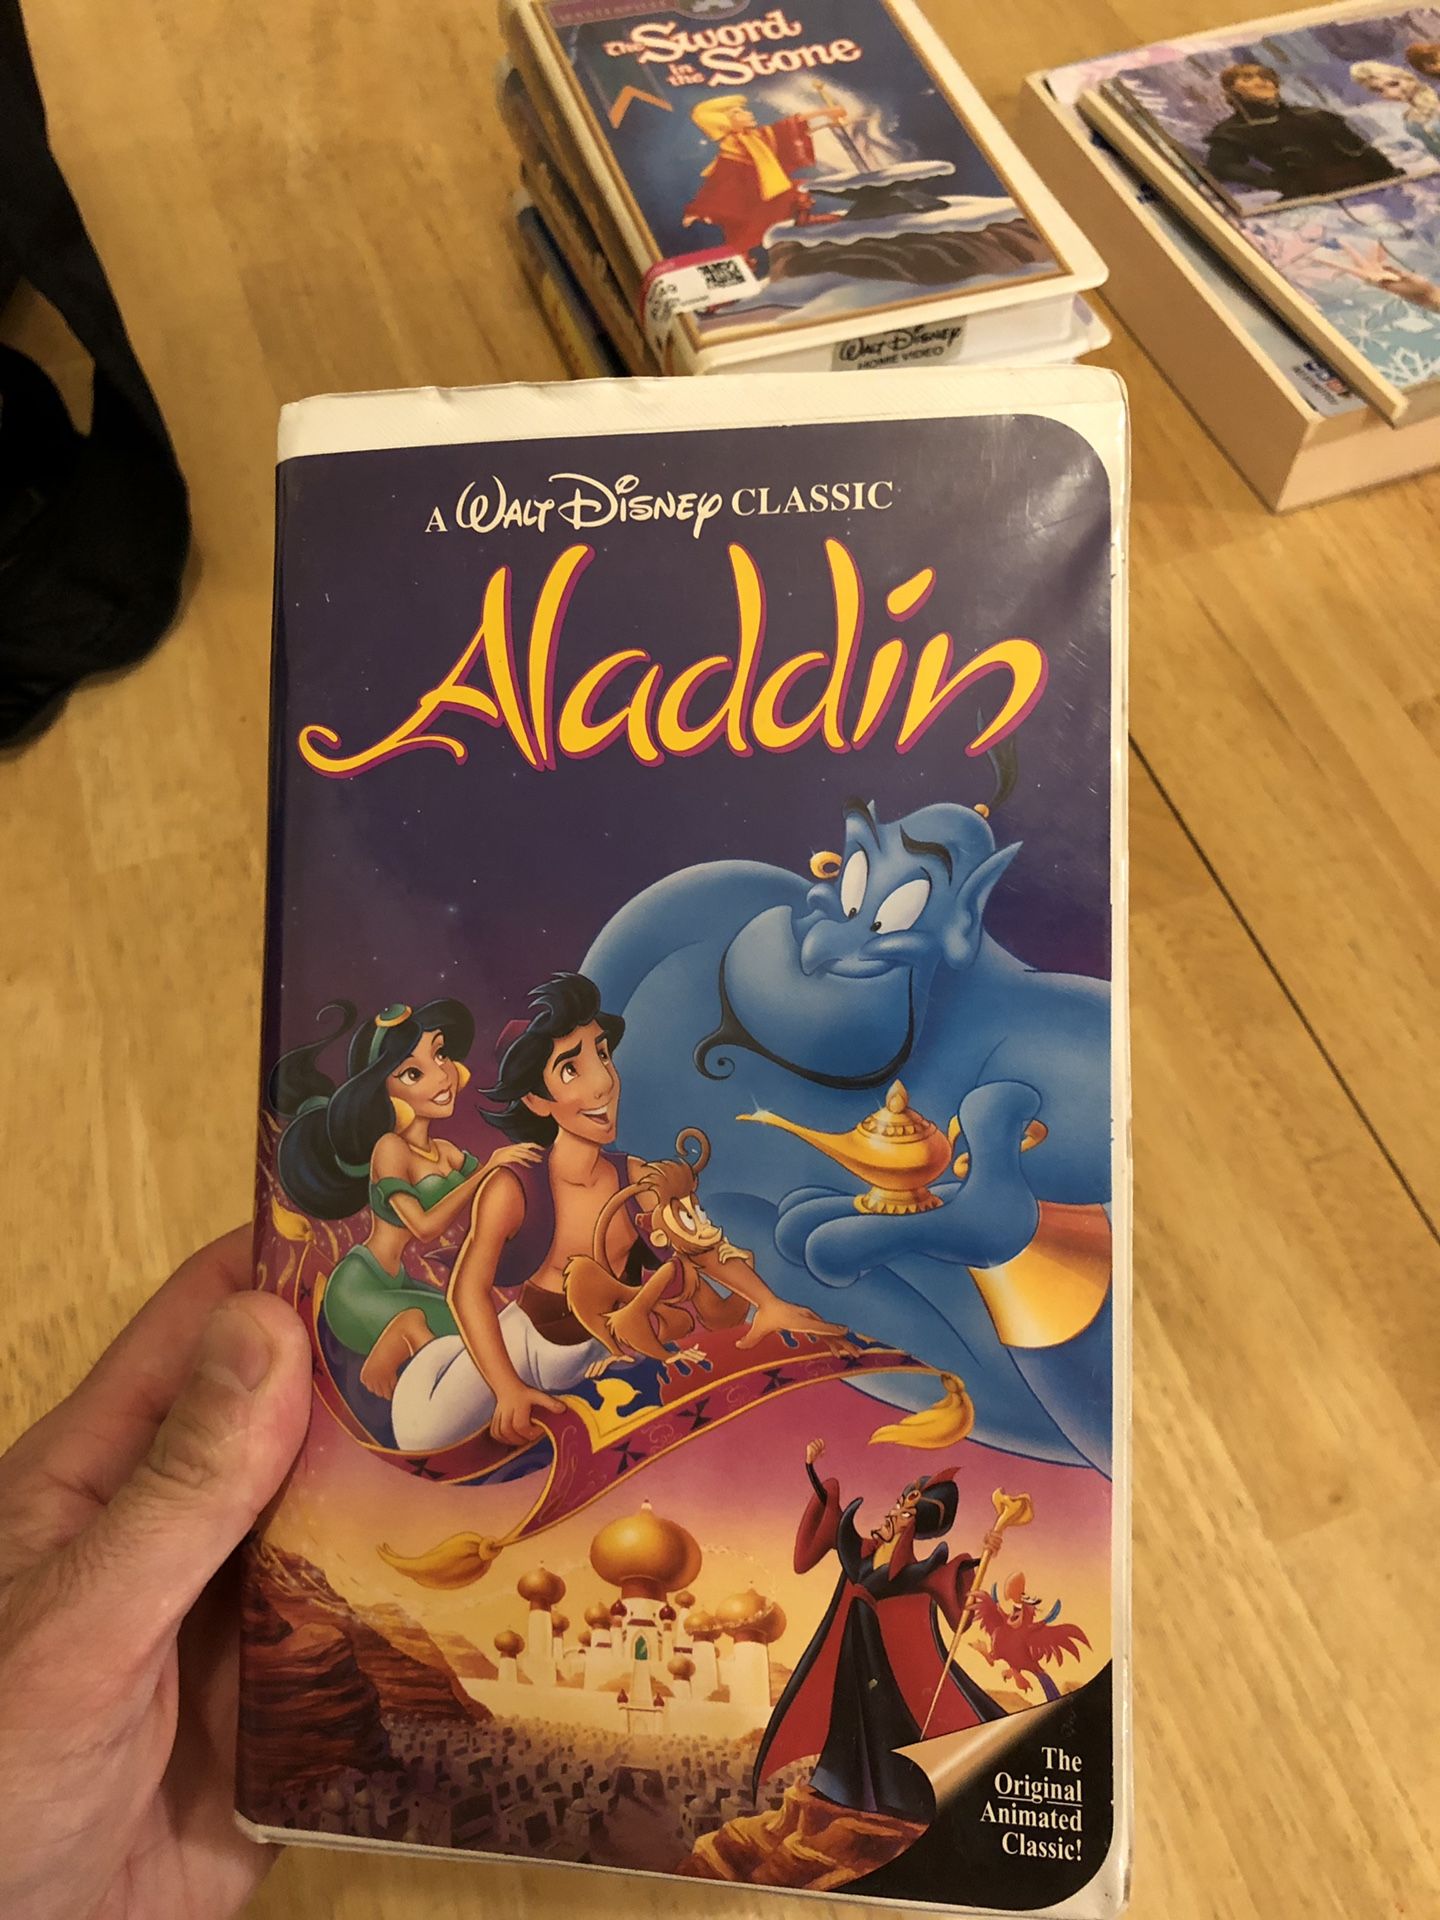 The Sword
in the Stone
WALT DISNEY
HOME VIDEO
A WALT DISNEY CLASSIC
Aladdin
The
Original
Animated
Classic!